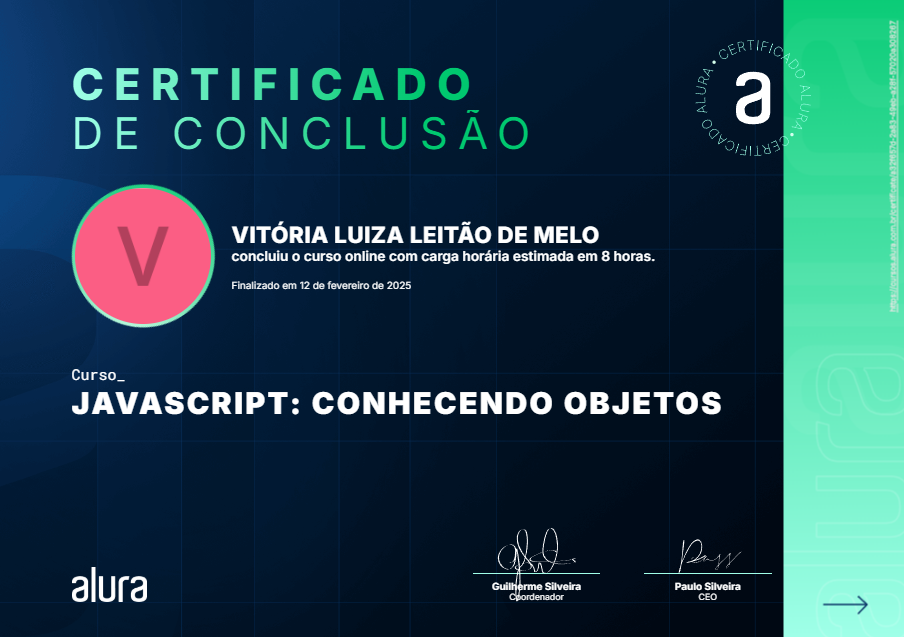 CERTIFICADO
DE CONCLUSÃO
CERTIFICADO ALURA • CERTIFICADO ALURA •
a
V
VITÓRIA LUIZA LEITÃO DE MELO
concluiu o curso online com carga horária estimada em 8 horas.
Finalizado em 12 de fevereiro de 2025
Curso_
JAVASCRIPT: CONHECENDO OBJETOS
alura
Guilherme Silveira
Coordenador
Paulo Silveira
CEO
alura